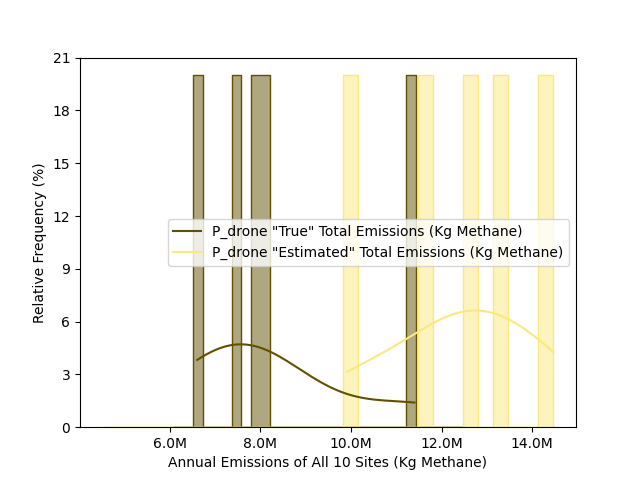 21
18
15
12
9
6
3
0
Relative Frequency (%)
P_drone "True" Total Emissions (Kg Methane)
P_drone "Estimated" Total Emissions (Kg Methane)
6.0M 8.0M 10.0M 12.0M 14.0M
Annual Emissions of All 10 Sites (Kg Methane)